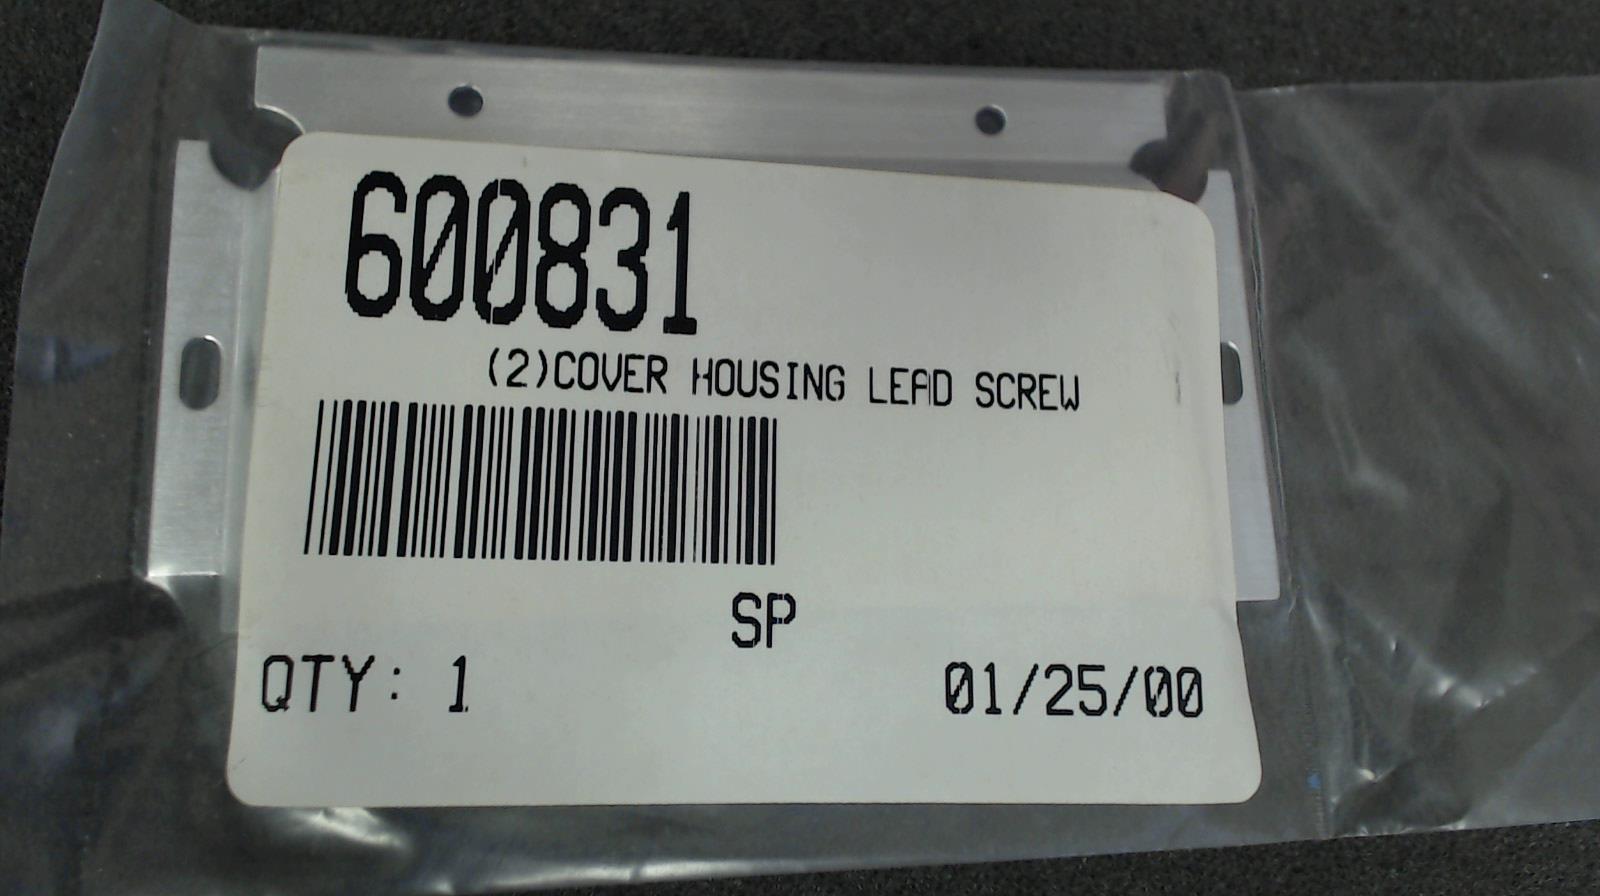 600831
(2)COVER HOUSING LEAD SCREW
SP
QTY: 1
01/25/00